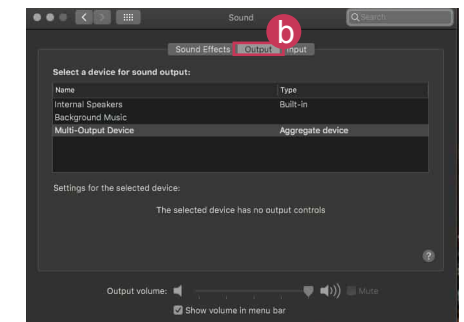 Sound
Search
b
Sound Effects Output Input
Select a device for sound output:
Name Type
Internal Speakers Built-in
Background Music
Multi-Output Device Aggregate device
Settings for the selected device:
The selected device has no output controls
?
Output volume: Mute
Show volume in menu bar